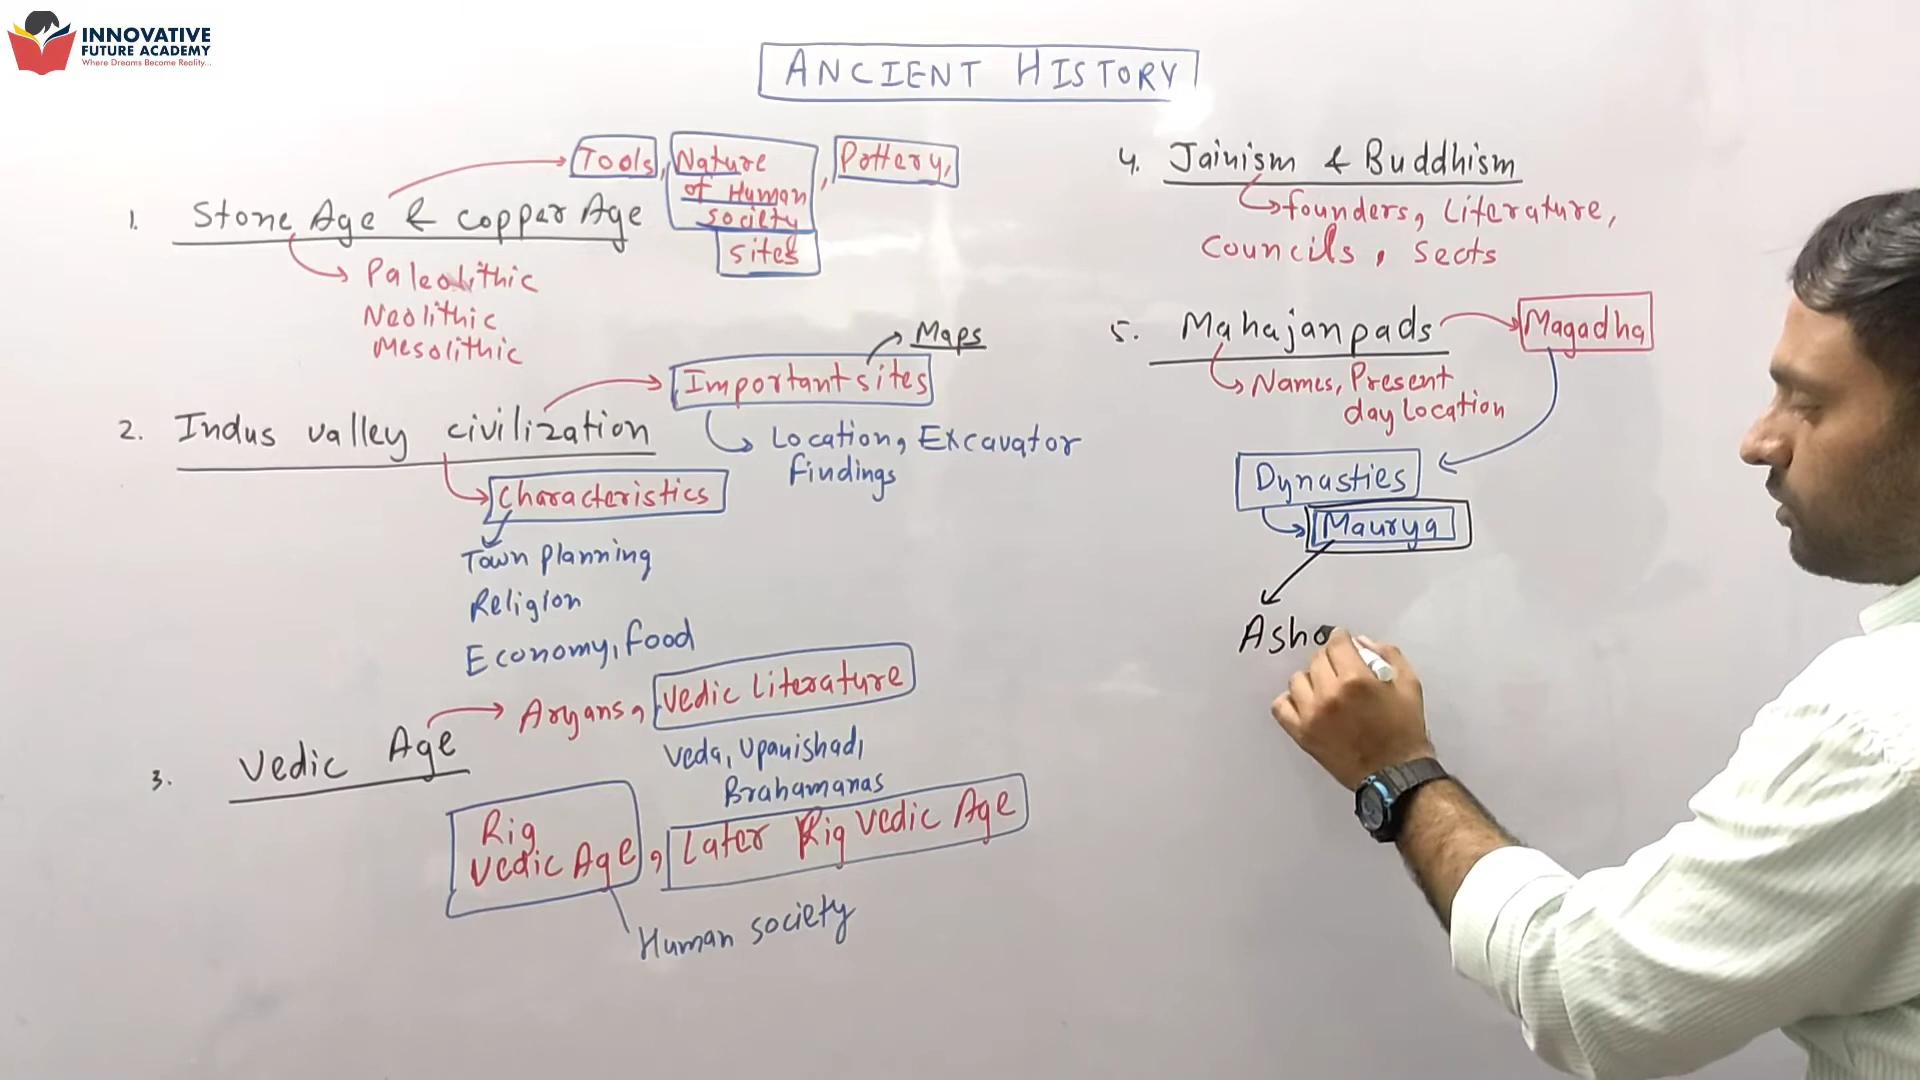 INNOVATIVE
FUTURE ACADEMY
Where Dreams Become Reality...
ANCIENT HISTORY
1. Stone Age & Copper Age
Tools, Nature
of Human
society
sites
, Pottery,
Paleolithic
Neolithic
Mesolithic
2. Indus valley civilization
Important sites
Maps
Location, Excavator
findings
Characteristics
Town planning
Religion
Economy, food
3. Vedic Age
Aryans, Vedic literature
Veda, Upanishad,
Brahamanas
Rig
Vedic Age, Later Rig Vedic Age
Human society
4. Jainism & Buddhism
founders, literature,
Councils, Sects
5. Mahajanpads
Magadha
Names, Present
day location
Dynasties
Maurya
Asho